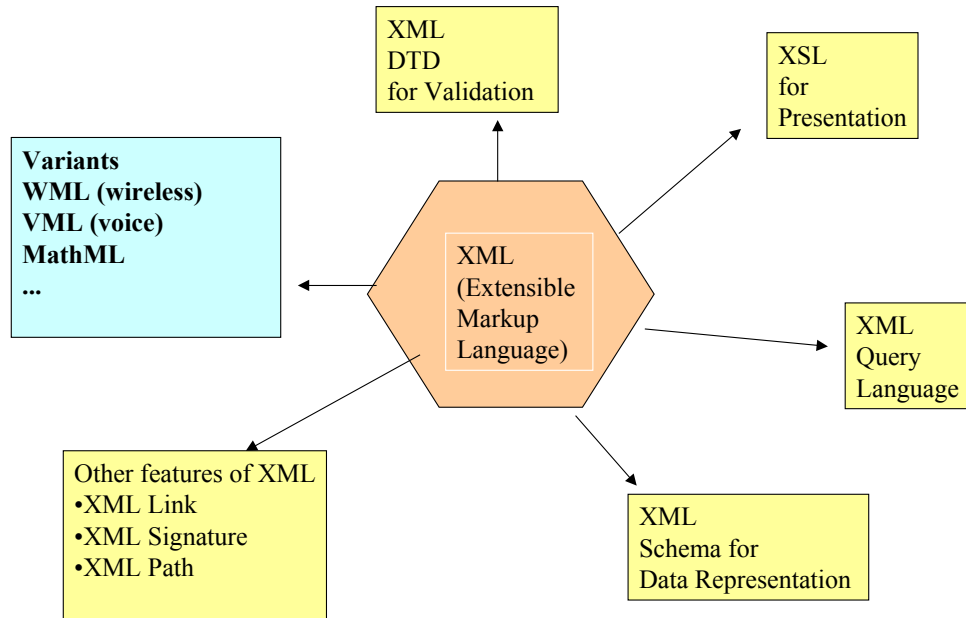 XML
DTD
for Validation
XSL
for
Presentation
Variants
WML (wireless)
VML (voice)
MathML
...
XML
(Extensible
Markup
Language)
XML
Query
Language
Other features of XML
•XML Link
•XML Signature
•XML Path
XML
Schema for
Data Representation